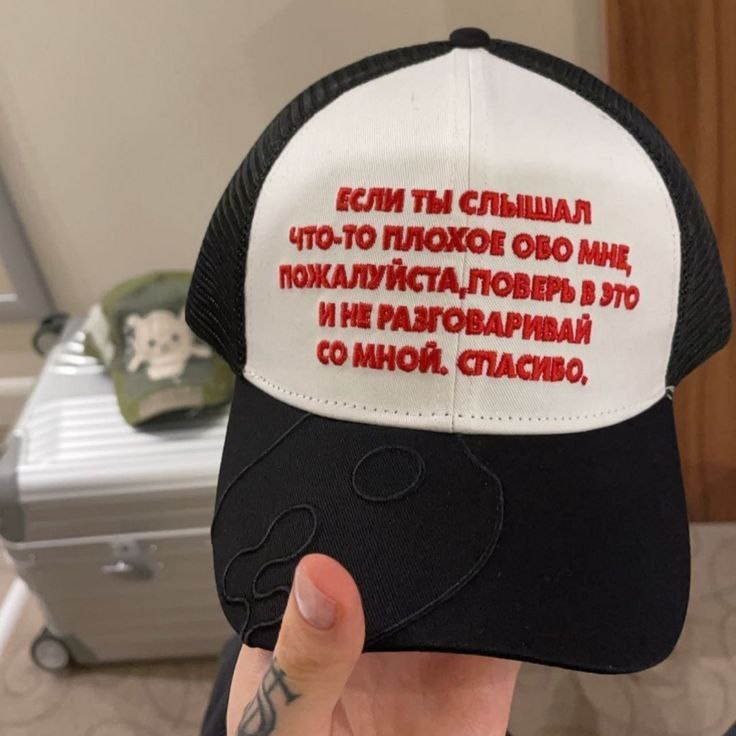 ЕСЛИ ТЫ СЛЫШАЛ
ЧТО-ТО ПЛОХОЕ ОБО МНЕ,
ПОЖАЛУЙСТА,ПОВЕРЬ В ЭТО
И НЕ РАЗГОВАРИВАЙ
СО МНОЙ. СПАСИБО.